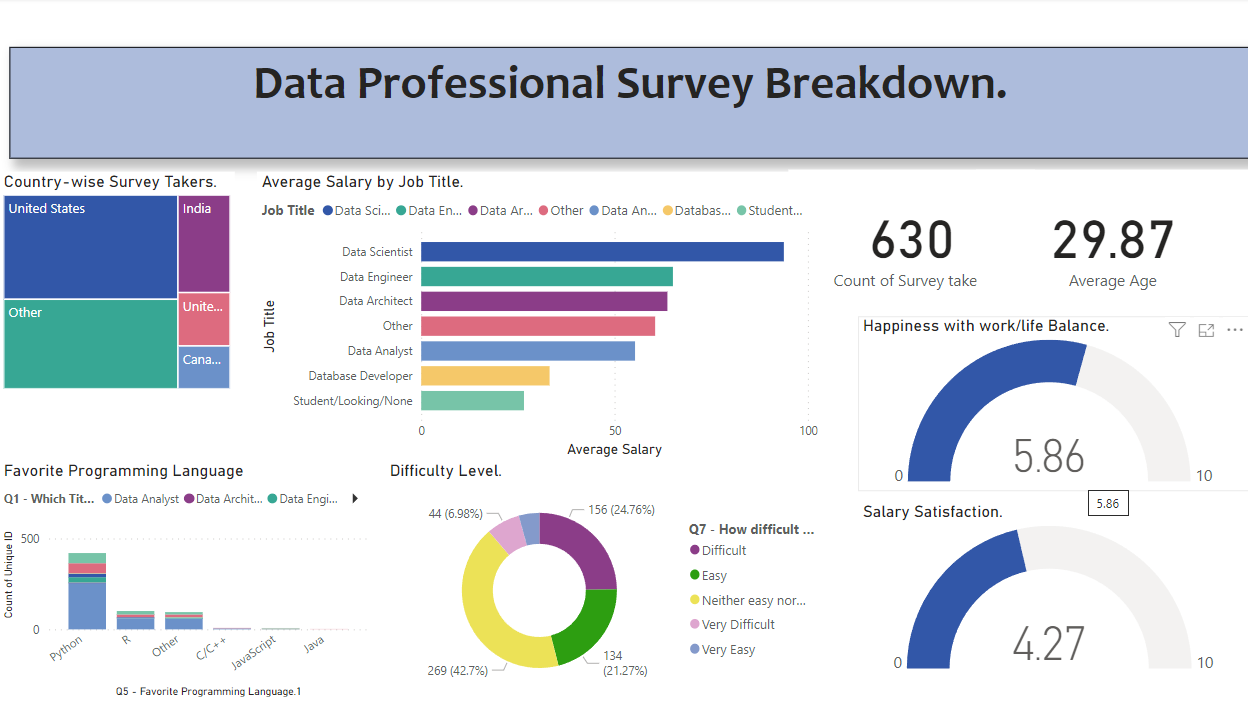 Data Professional Survey Breakdown.
Country-wise Survey Takers.
United States
India
Other
Unite...
Cana...
Average Salary by Job Title.
Job Title Data Sci... Data En... Data Ar... Other Data An... Databas... Student...
Job Title
Data Scientist
Data Engineer
Data Architect
Other
Data Analyst
Database Developer
Student/Looking/None
0 50 100
Average Salary
630
Count of Survey take
29.87
Average Age
Happiness with work/life Balance.
5.86
0 10
5.86
Salary Satisfaction.
4.27
0 10
Favorite Programming Language
Q1 - Which Tit... Data Analyst Data Archit... Data Engi...
Count of Unique ID
500
0
Python R Other C/C++ JavaScript Java
Q5 - Favorite Programming Language.1
Difficulty Level.
44 (6.98%)
156 (24.76%)
269 (42.7%)
134
(21.27%)
Q7 - How difficult ...
Difficult
Easy
Neither easy nor...
Very Difficult
Very Easy